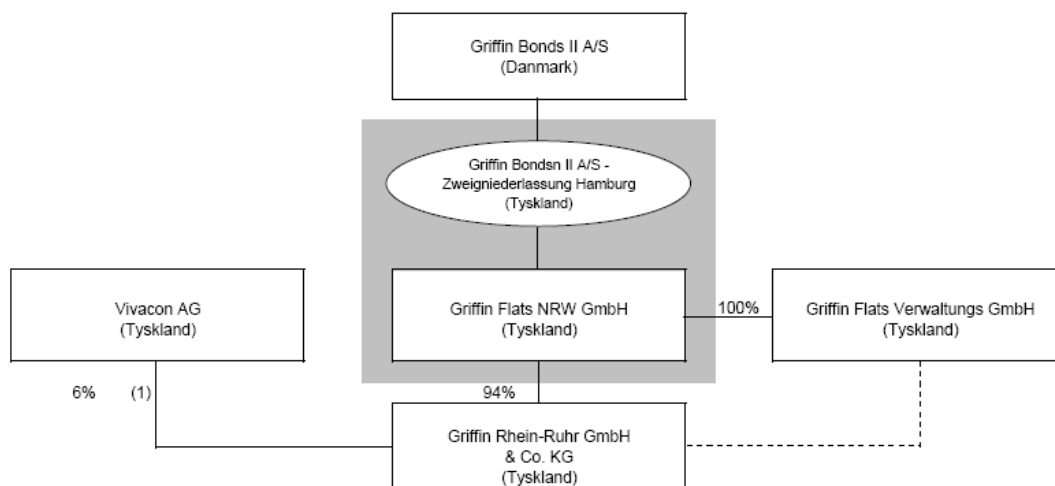 Griffin Bonds II A/S
(Danmark)
Griffin Bondsn II A/S -
Zweigniederlassung Hamburg
(Tyskland)
Vivacon AG
(Tyskland)
Griffin Flats NRW GmbH
(Tyskland)
100%
Griffin Flats Verwaltungs GmbH
(Tyskland)
6% (1)
94%
Griffin Rhein-Ruhr GmbH
& Co. KG
(Tyskland)